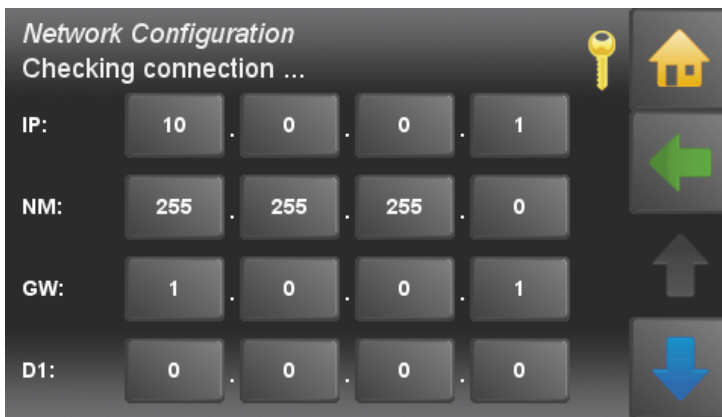 Network Configuration
Checking connection ...
IP: 10 . 0 . 0 . 1
NM: 255 . 255 . 255 . 0
GW: 1 . 0 . 0 . 1
D1: 0 . 0 . 0 . 0